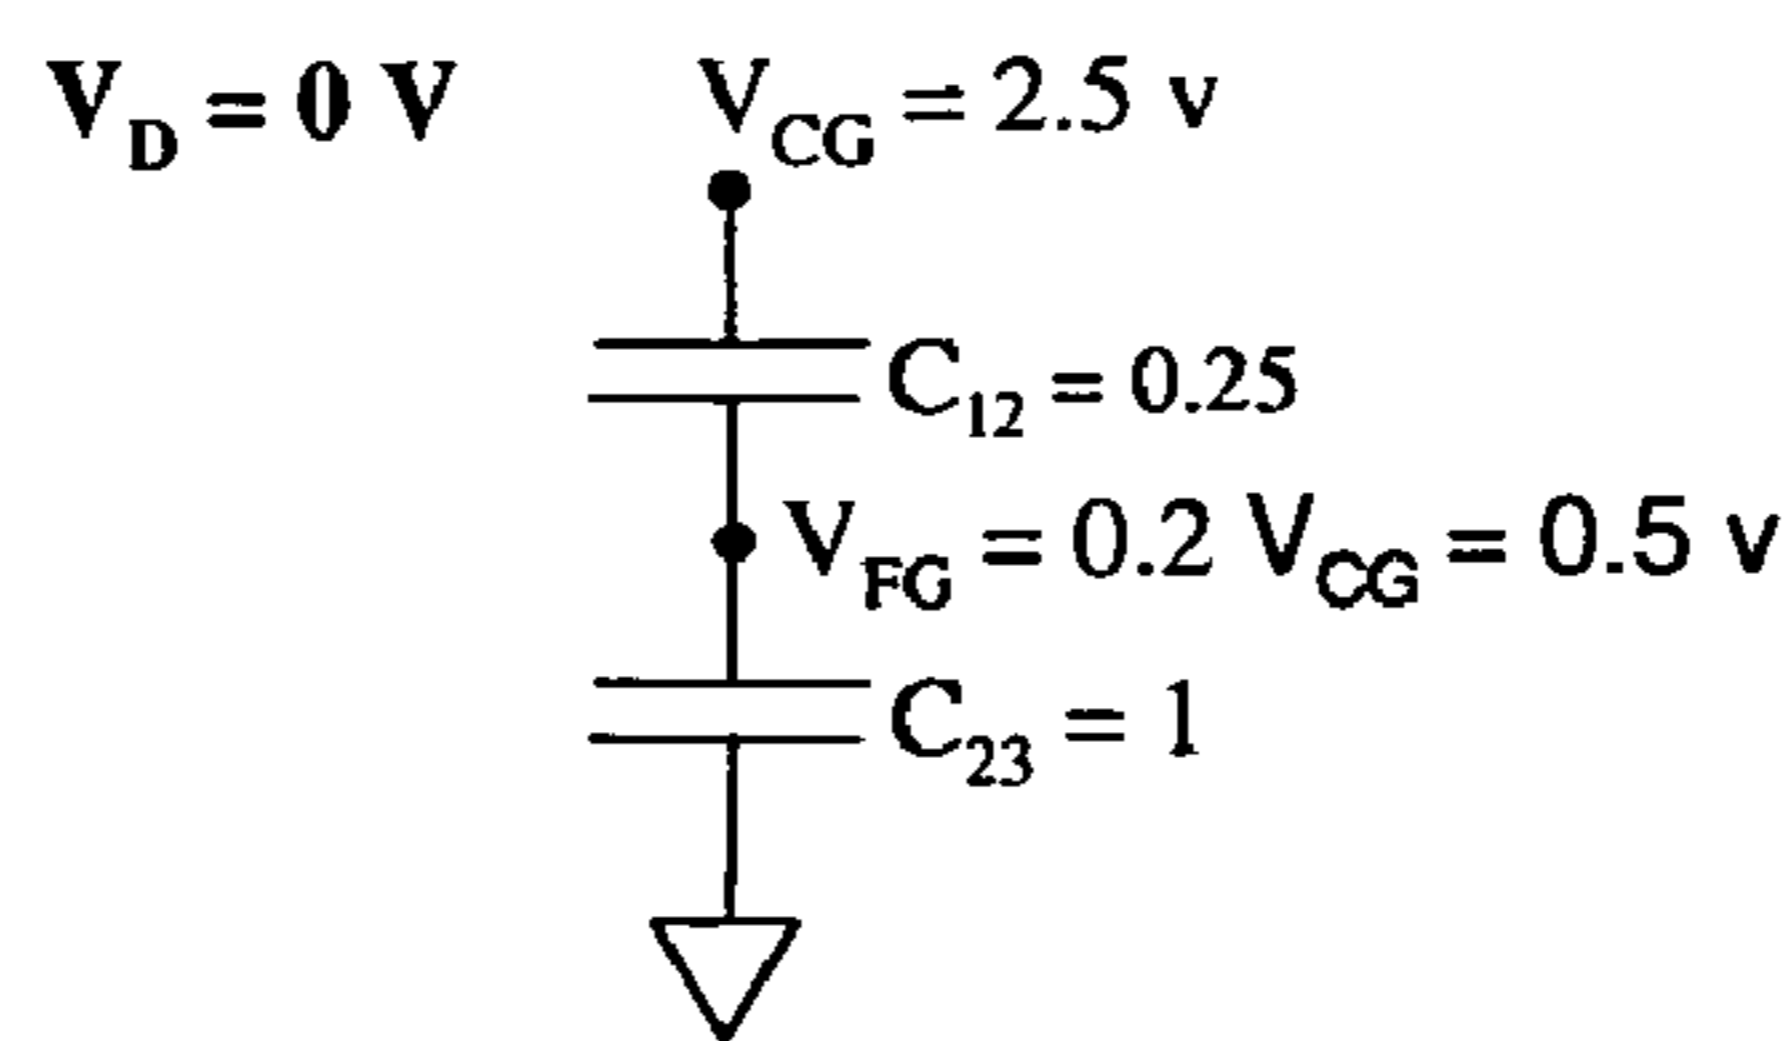 V_D = 0 V
V_CG = 2.5 v
C_12 = 0.25
V_FG = 0.2 V_CG = 0.5 v
C_23 = 1